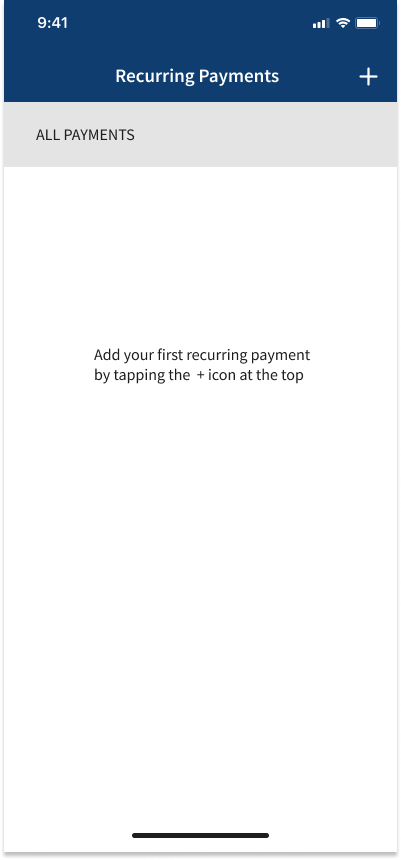 9:41
Recurring Payments
ALL PAYMENTS
Add your first recurring payment
by tapping the + icon at the top